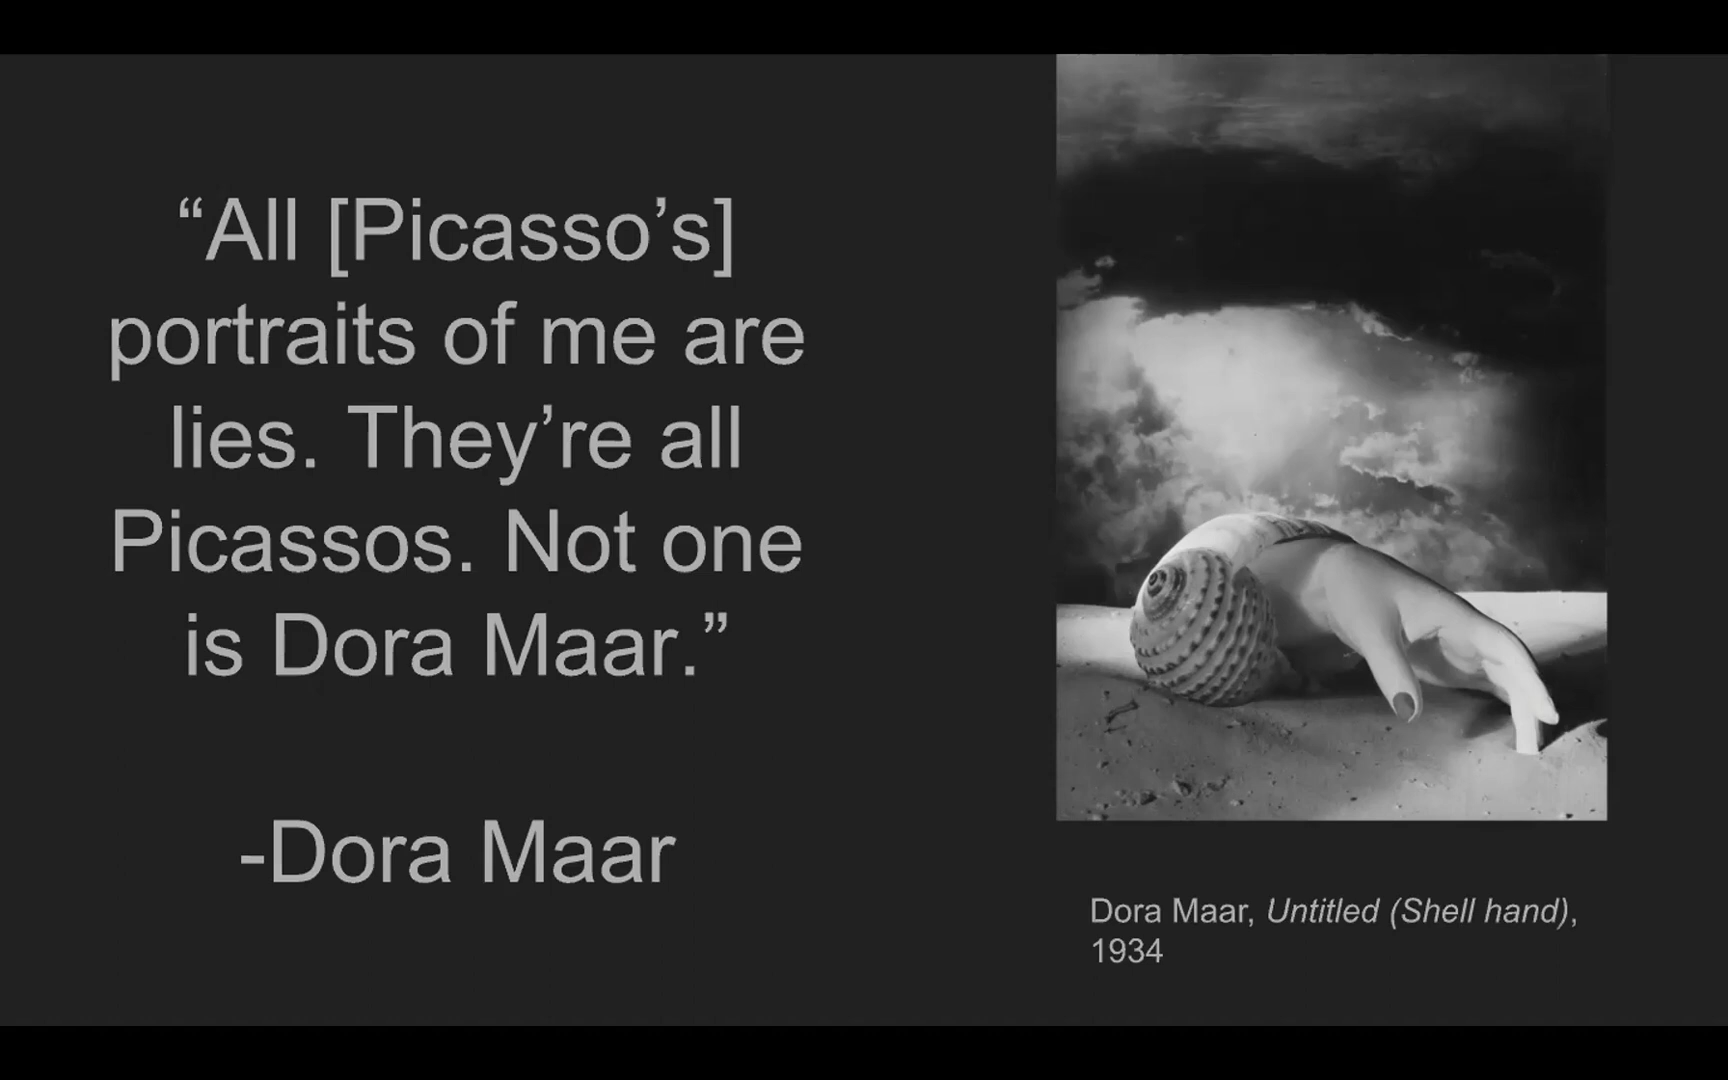 “All [Picasso’s]
portraits of me are
lies. They’re all
Picassos. Not one
is Dora Maar.”
-Dora Maar
Dora Maar, Untitled (Shell hand),
1934